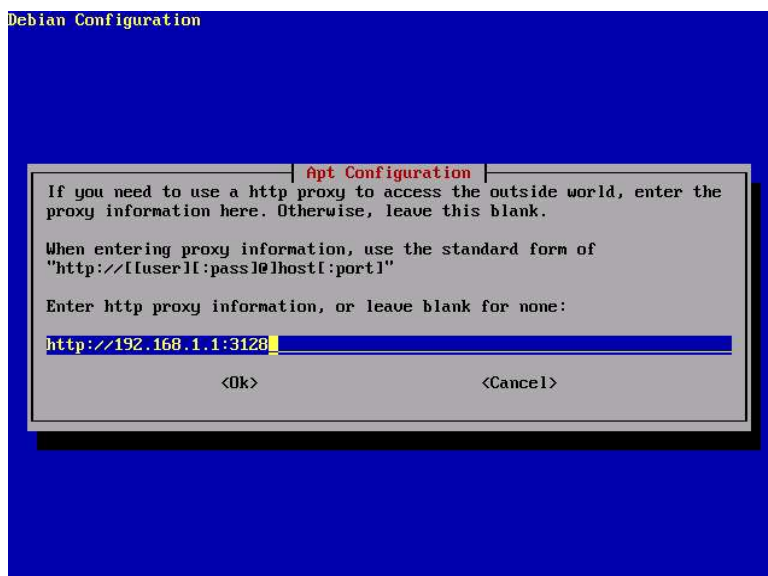 Debian Configuration
Apt Configuration
If you need to use a http proxy to access the outside world, enter the
proxy information here. Otherwise, leave this blank.
When entering proxy information, use the standard form of
"http://[[user][:pass]@]host[:port]"
Enter http proxy information, or leave blank for none:
http://192.168.1.1:3128
<Ok> <Cancel>